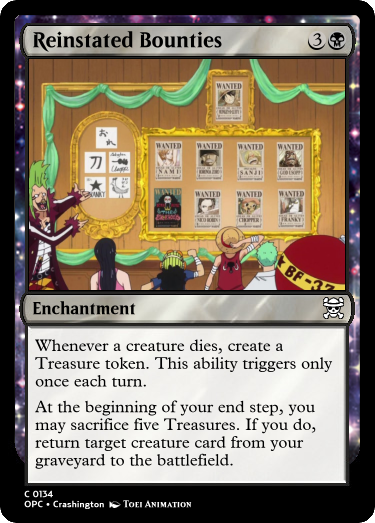 Reinstated Bounties 3
WANTED
WANTED WANTED WANTED WANTED
NAMI SANJI
WANTED WANTED WANTED
CHOPPER FRANKY
BF-37
Enchantment
Whenever a creature dies, create a
Treasure token. This ability triggers only
once each turn.
At the beginning of your end step, you
may sacrifice five Treasures. If you do,
return target creature card from your
graveyard to the battlefield.
C 0134
OPC • Crashington TOEI ANIMATION